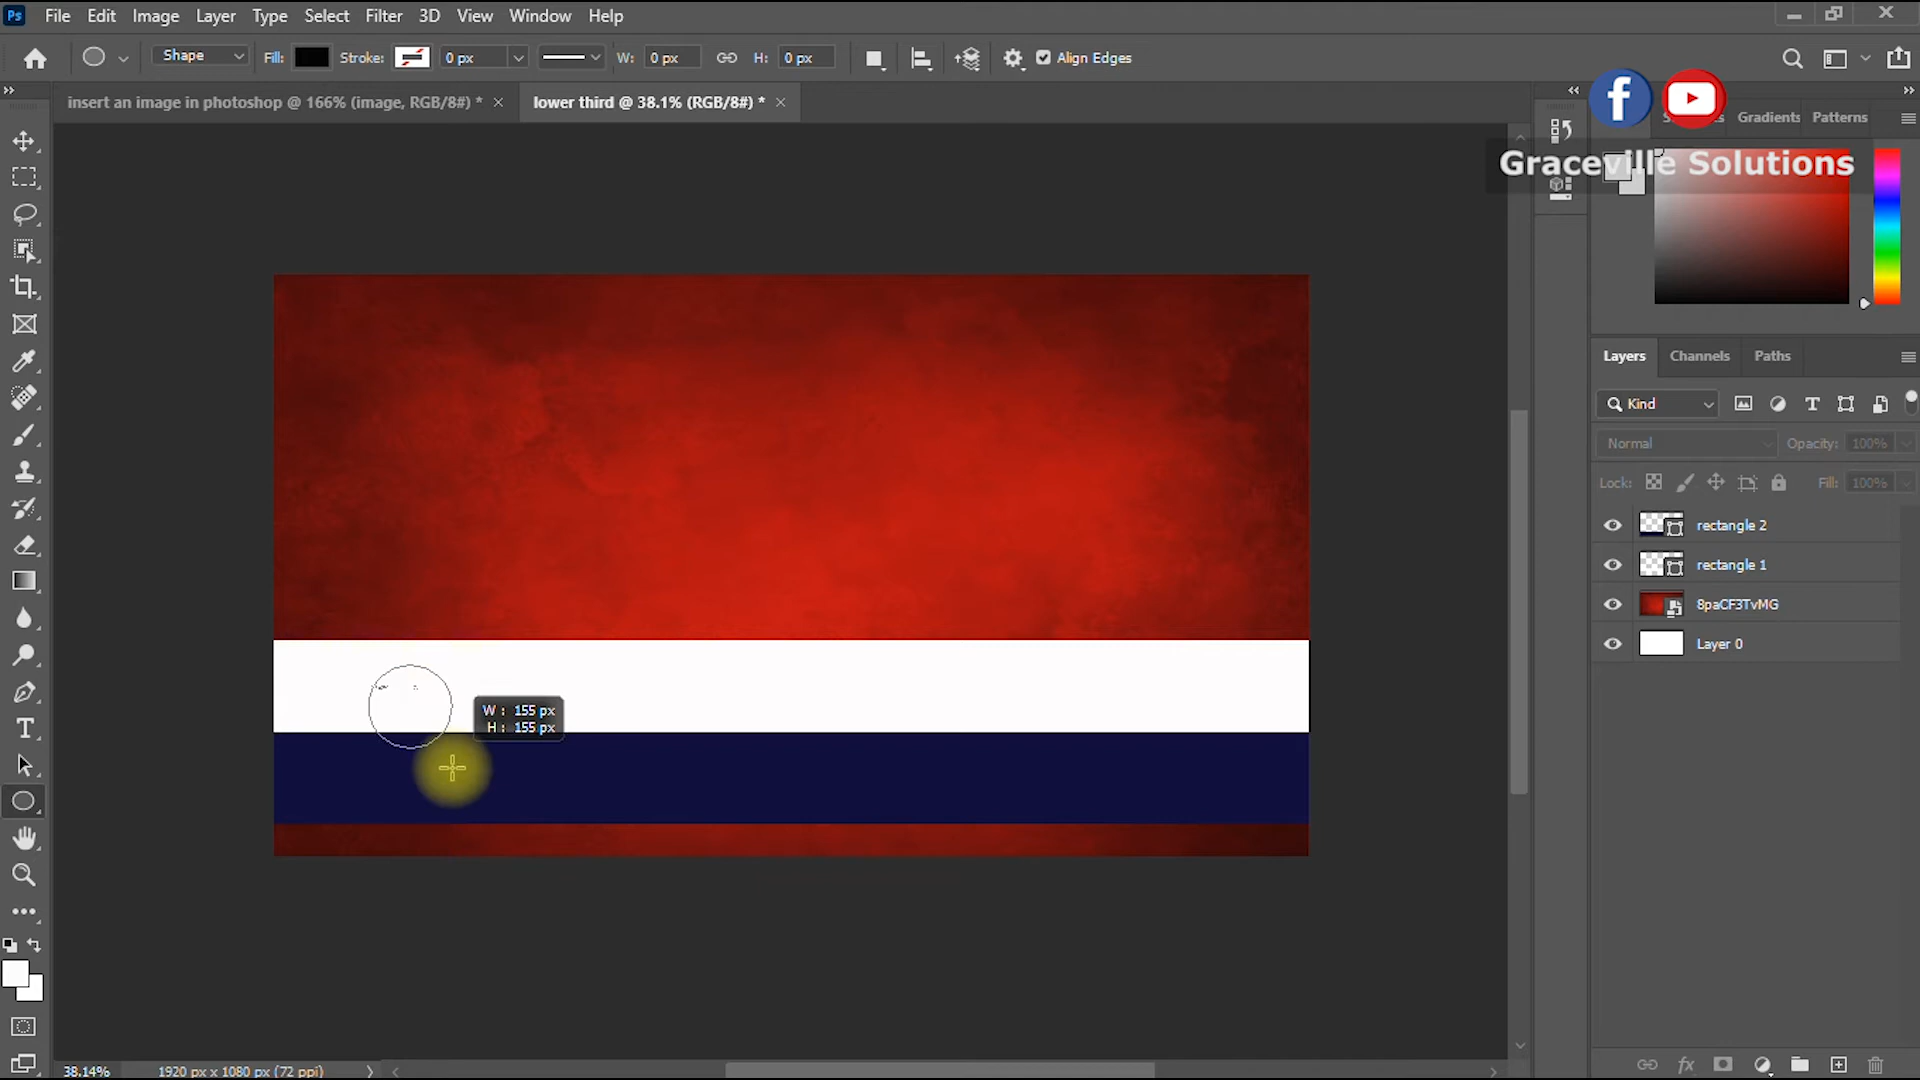 Ps File Edit Image Layer Type Select Filter 3D View Window Help
Shape Fill: Stroke: 0 px W: 0 px H: 0 px Align Edges
insert an image in photoshop @ 166% (image, RGB/8#) * ×
lower third @ 38.1% (RGB/8#) * ×
Gradients Patterns
Graceville Solutions
Layers Channels Paths
Kind
Normal Opacity: 100%
Lock: Fill: 100%
rectangle 2
rectangle 1
8paCF3TvMG
Layer 0
W : 155 px
H : 155 px
fx
38.14% 1920 px x 1080 px (72 ppi)